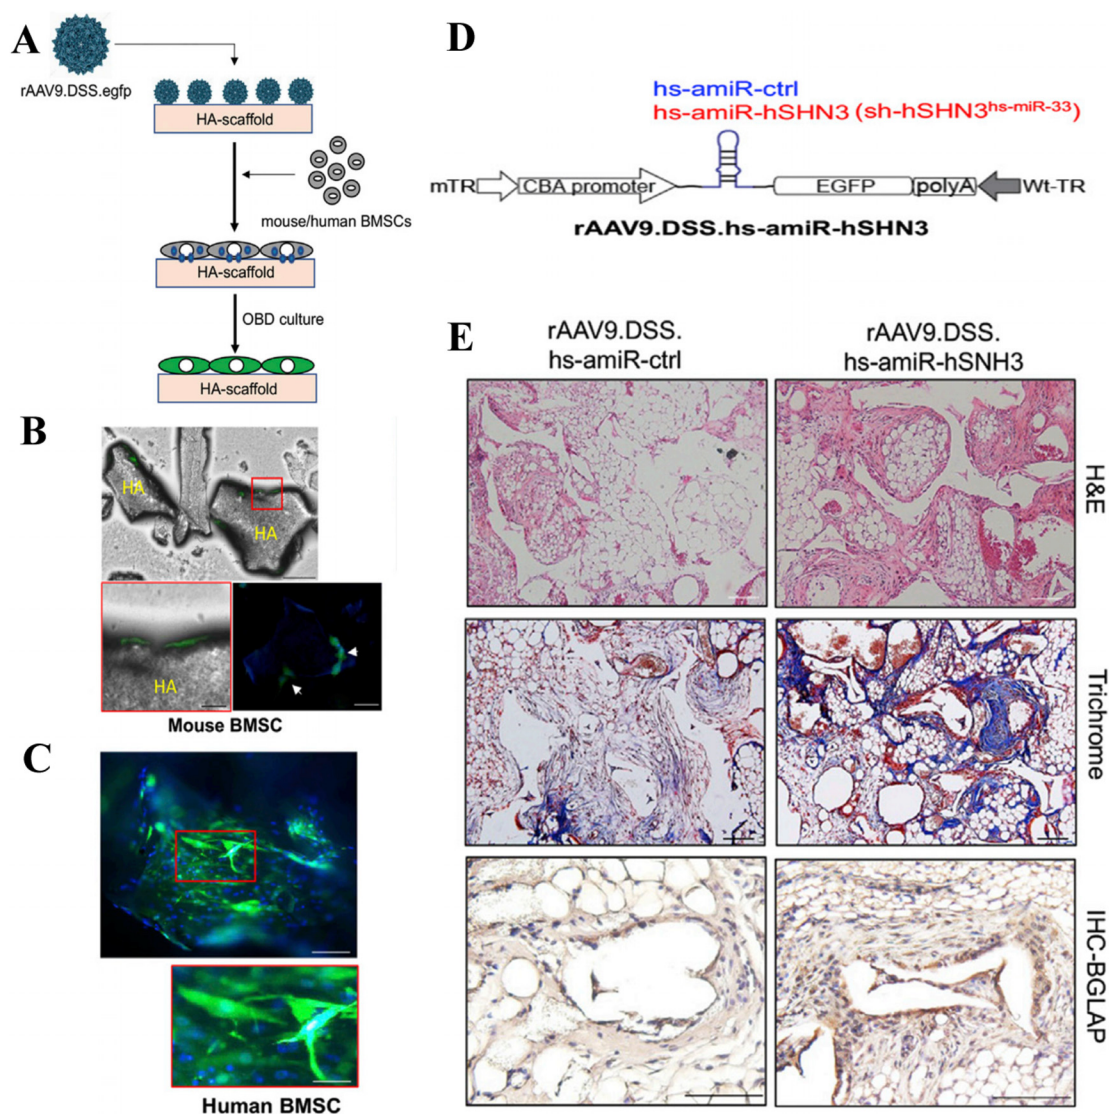 A
rAAV9.DSS.egfp
HA-scaffold
mouse/human BMSCs
HA-scaffold
OBD culture
HA-scaffold
B
HA
HA
HA
Mouse BMSC
C
Human BMSC
D
hs-amiR-ctrl
hs-amiR-hSHN3 (sh-hSHN3hs-miR-33)
mTR
CBA promoter
EGFP
polyA
Wt-TR
rAAV9.DSS.hs-amiR-hSHN3
E
rAAV9.DSS.
hs-amiR-ctrl
rAAV9.DSS.
hs-amiR-hSNH3
H&E
Trichrome
IHC-BGLAP